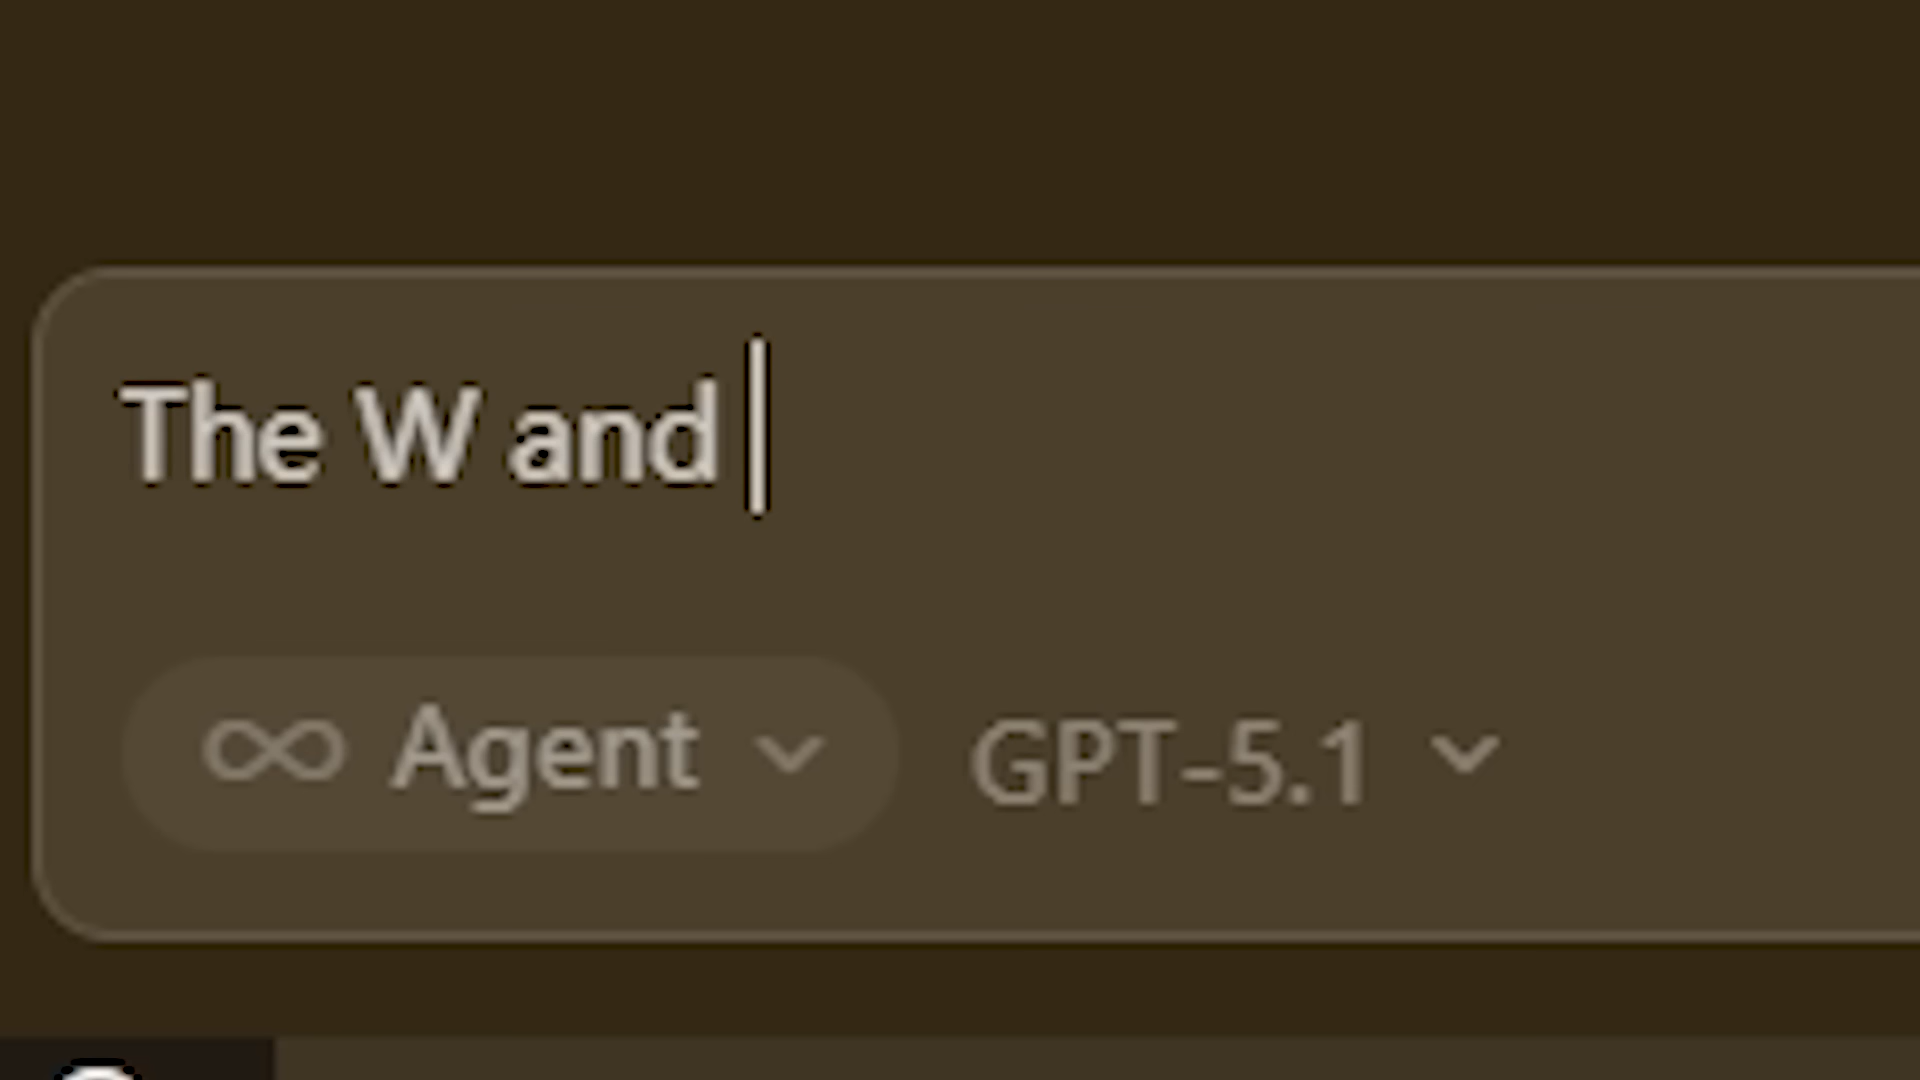 The W and
Agent
GPT-5.1